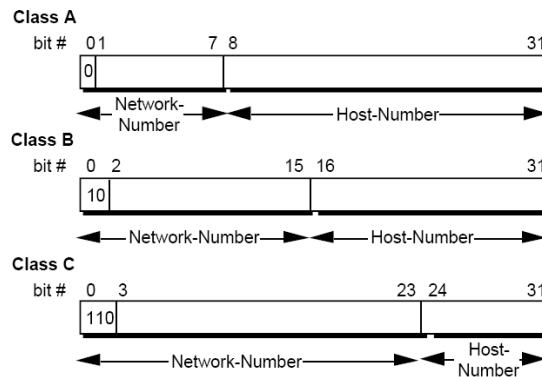 Class A
bit # 0 1 7 8 31
0
Network-Number Host-Number
Class B
bit # 0 2 15 16 31
10
Network-Number Host-Number
Class C
bit # 0 3 23 24 31
110
Network-Number Host-Number